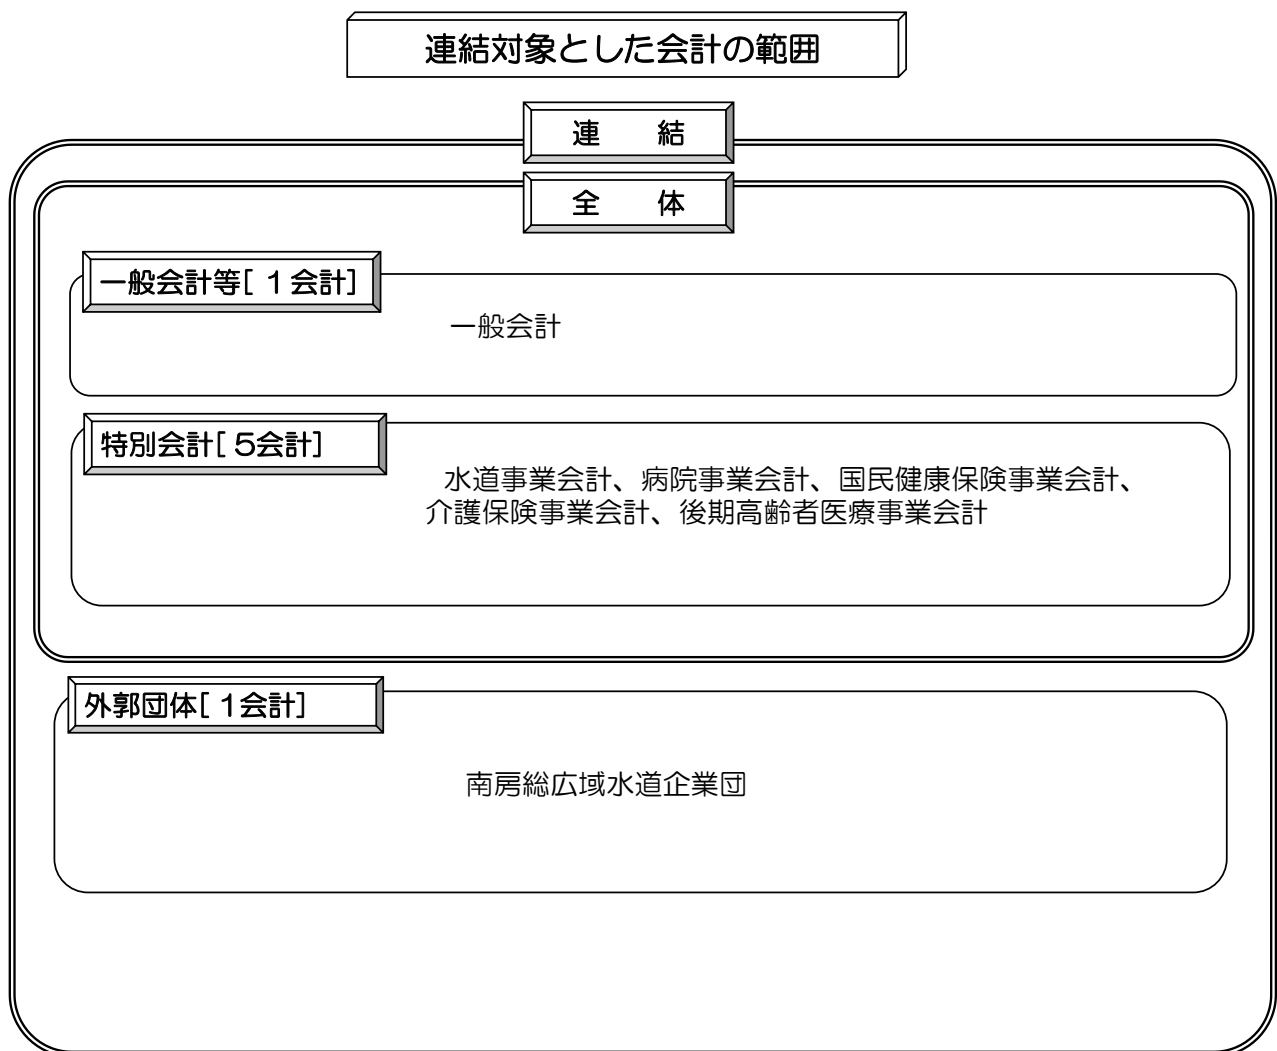 連結対象とした会計の範囲
連　　結
全　　体
一般会計等[ 1 会計]
一般会計
特別会計[ 5会計]
水道事業会計、病院事業会計、国民健康保険事業会計、
介護保険事業会計、後期高齢者医療事業会計
外郭団体[ 1会計]
南房総広域水道企業団